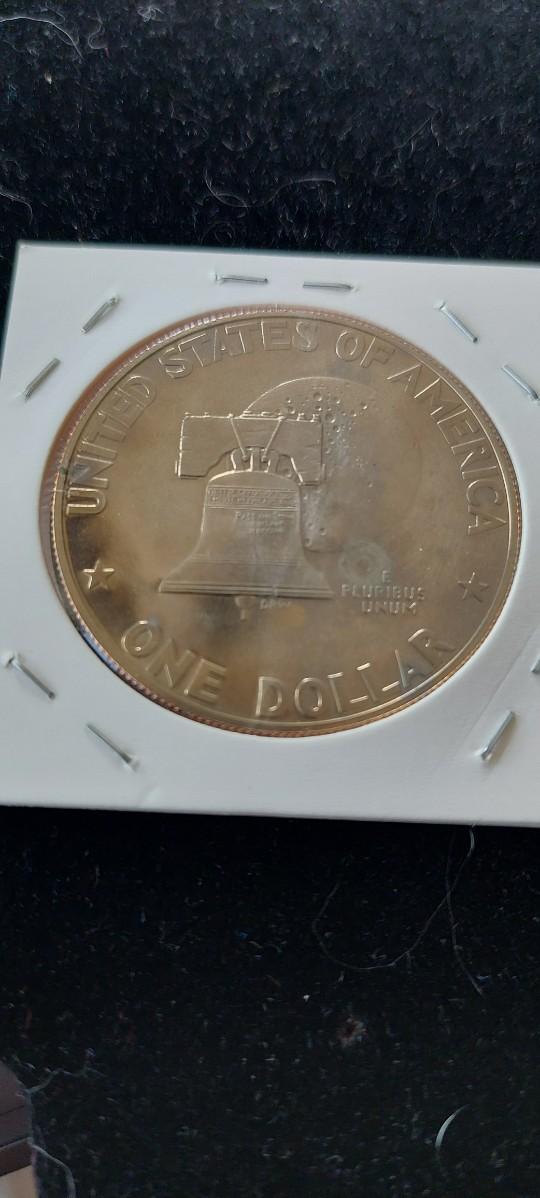 UNITED STATES OF AMERICA
E
PLURIBUS
UNUM
ONE DOLLAR